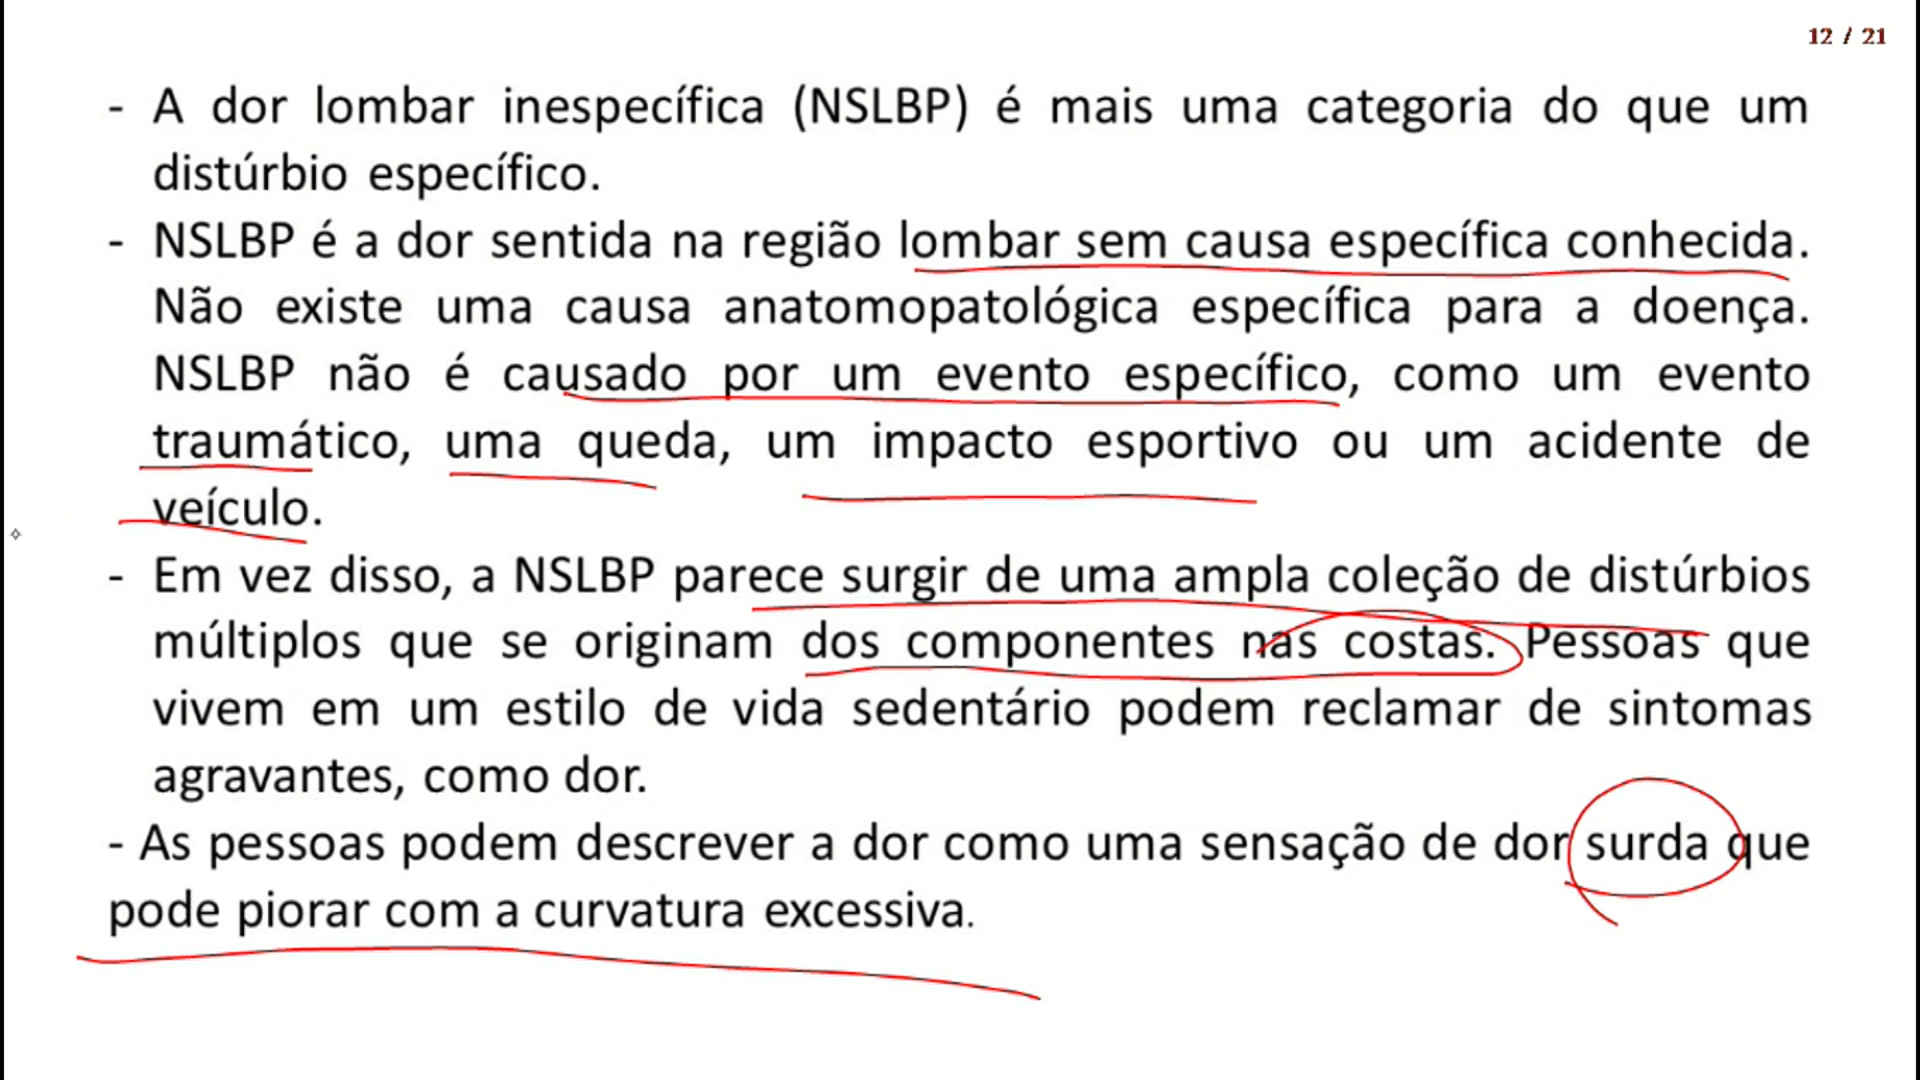 12 / 21
- A dor lombar inespecífica (NSLBP) é mais uma categoria do que um
distúrbio específico.
- NSLBP é a dor sentida na região lombar sem causa específica conhecida.
Não existe uma causa anatomopatológica específica para a doença.
NSLBP não é causado por um evento específico, como um evento
traumático, uma queda, um impacto esportivo ou um acidente de
veículo.
- Em vez disso, a NSLBP parece surgir de uma ampla coleção de distúrbios
múltiplos que se originam dos componentes nas costas. Pessoas que
vivem em um estilo de vida sedentário podem reclamar de sintomas
agravantes, como dor.
- As pessoas podem descrever a dor como uma sensação de dor surda que
pode piorar com a curvatura excessiva.